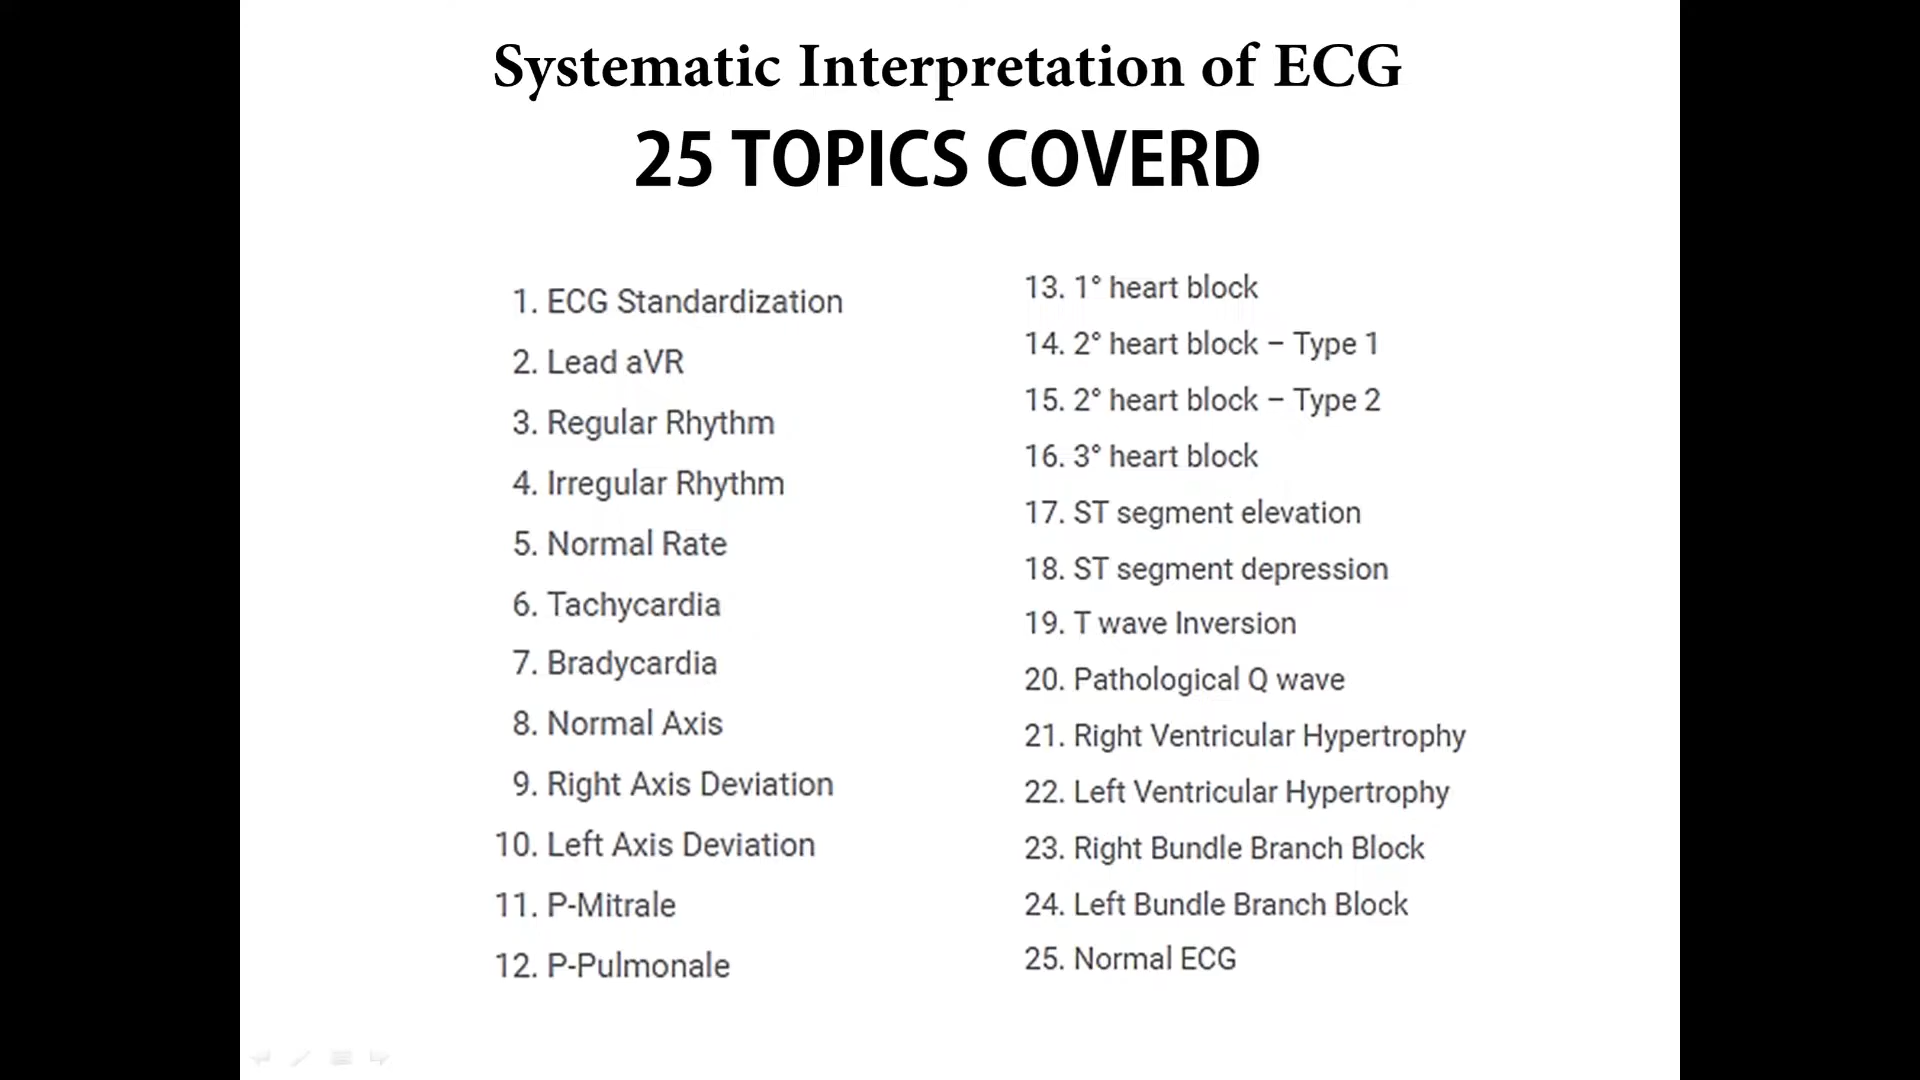 Systematic Interpretation of ECG
25 TOPICS COVERD
1. ECG Standardization
2. Lead aVR
3. Regular Rhythm
4. Irregular Rhythm
5. Normal Rate
6. Tachycardia
7. Bradycardia
8. Normal Axis
9. Right Axis Deviation
10. Left Axis Deviation
11. P-Mitrale
12. P-Pulmonale
13. 1° heart block
14. 2° heart block – Type 1
15. 2° heart block – Type 2
16. 3° heart block
17. ST segment elevation
18. ST segment depression
19. T wave Inversion
20. Pathological Q wave
21. Right Ventricular Hypertrophy
22. Left Ventricular Hypertrophy
23. Right Bundle Branch Block
24. Left Bundle Branch Block
25. Normal ECG